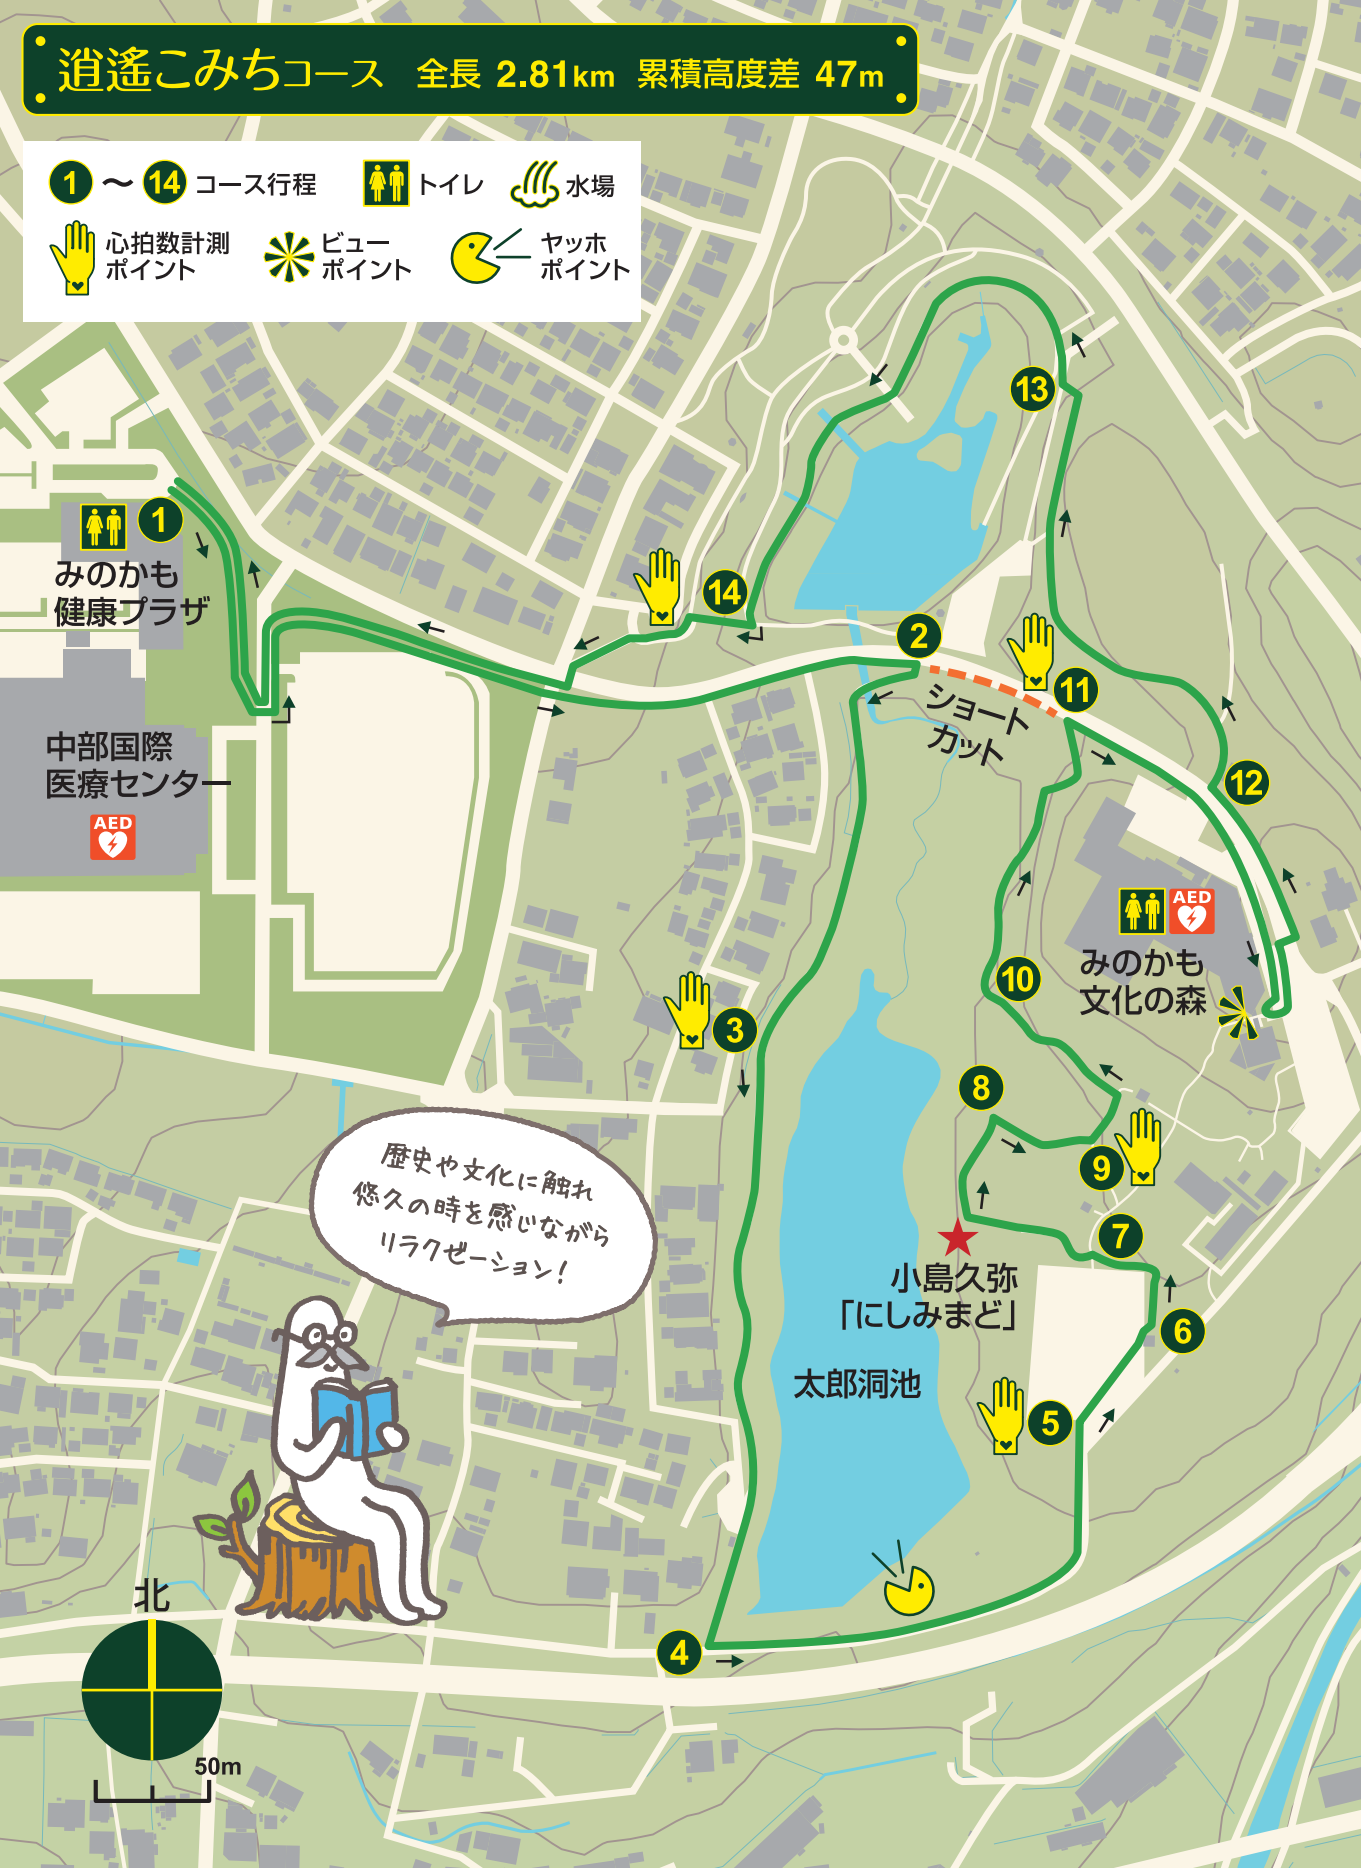 逍遙こみちコース 全長 2.81km 累積高度差 47m
1 〜 14 コース行程
トイレ
水場
心拍数計測
ポイント
ビュー
ポイント
ヤッホ
ポイント
13
1
みのかも
健康プラザ
14
2
11
ショート
カット
中部国際
医療センター
AED
12
AED
みのかも
文化の森
10
3
8
9
歴史や文化に触れ
悠久の時を感じながら
リラクゼーション!
7
小島久弥
「にしみまど」
6
太郎洞池
5
4
北
50m